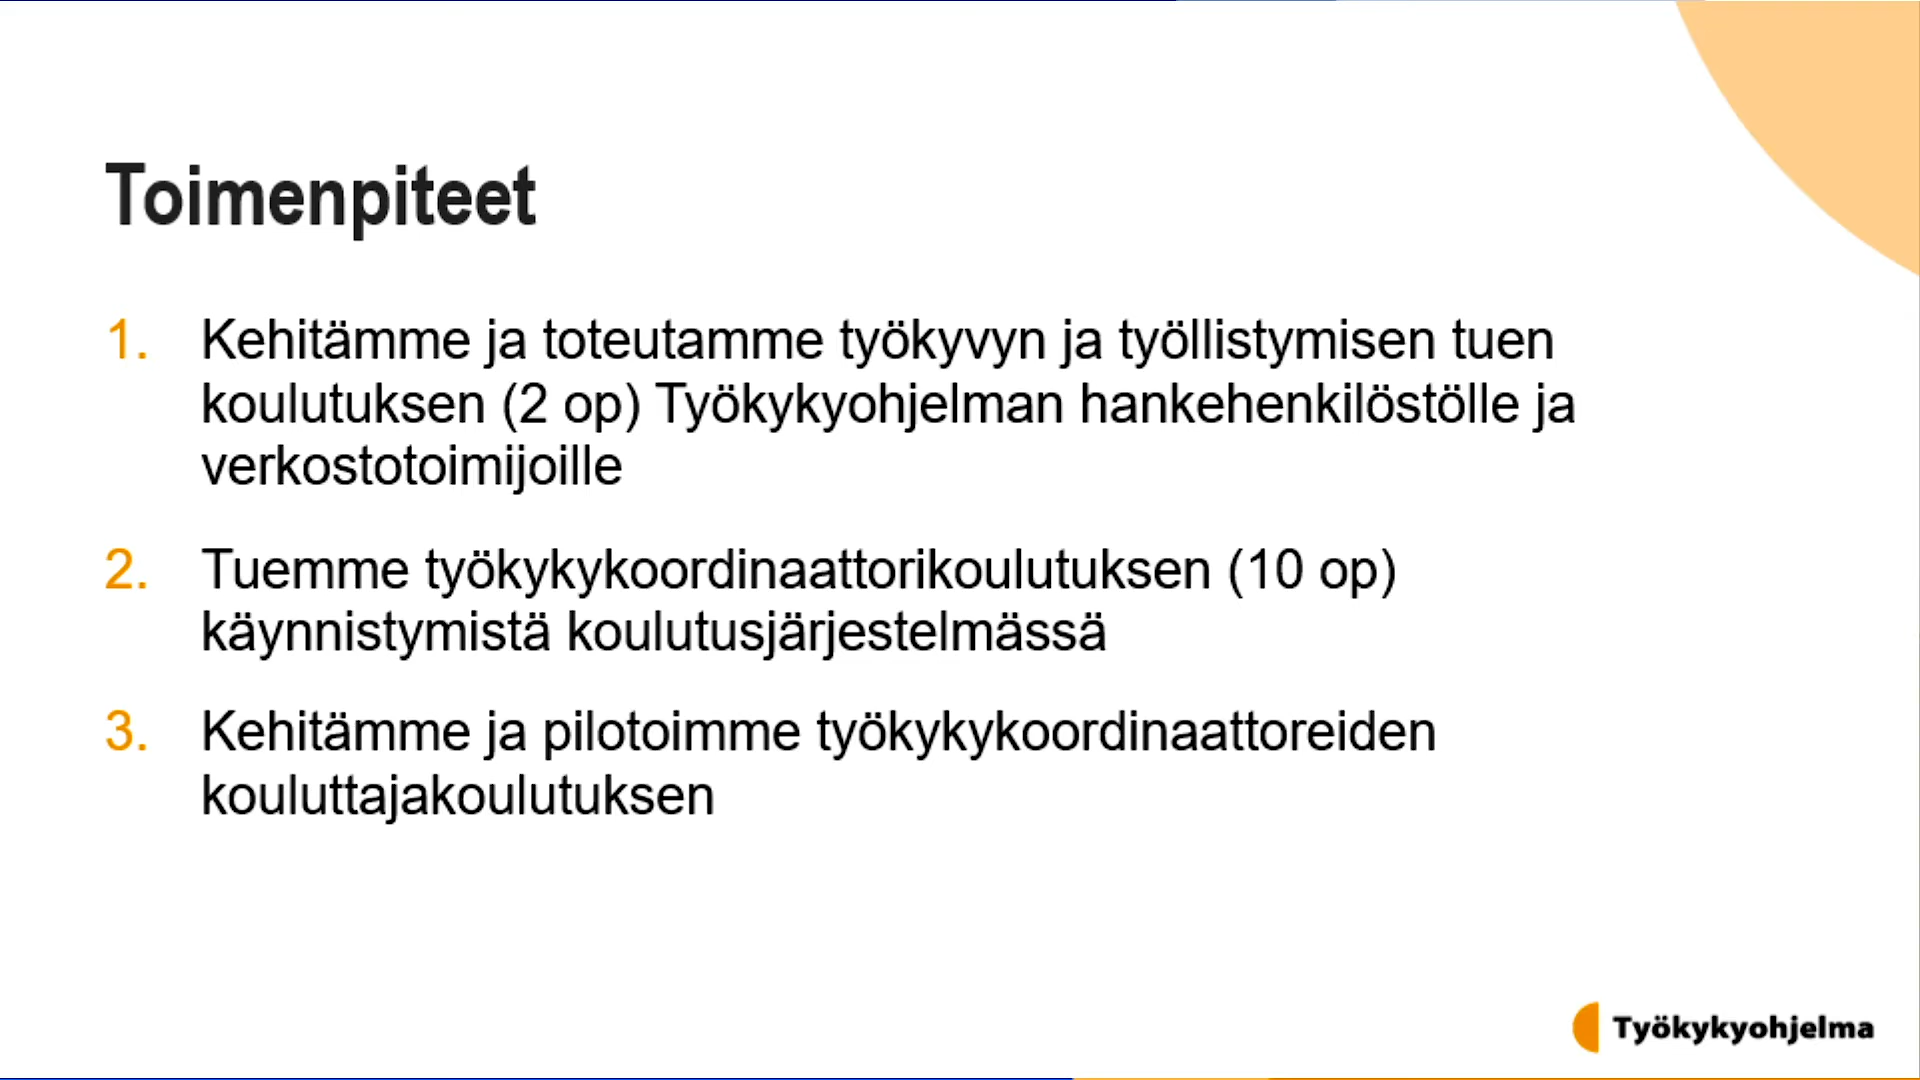 Toimenpiteet
1. Kehitämme ja toteutamme työkyvyn ja työllistymisen tuen
koulutuksen (2 op) Työkykyohjelman hankehenkilöstölle ja
verkostotoimijoille
2. Tuemme työkykykoordinaattorikoulutuksen (10 op)
käynnistymistä koulutusjärjestelmässä
3. Kehitämme ja pilotoimme työkykykoordinaattoreiden
kouluttajakoulutuksen
Työkykyohjelma